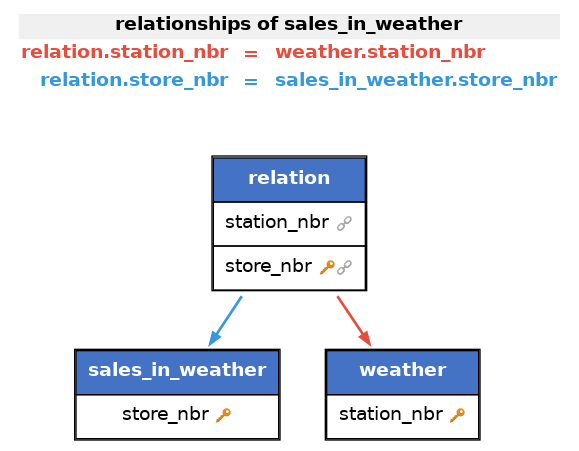 relationships of sales_in_weather
relation.station_nbr = weather.station_nbr
relation.store_nbr = sales_in_weather.store_nbr
relation
station_nbr
store_nbr
sales_in_weather
store_nbr
weather
station_nbr